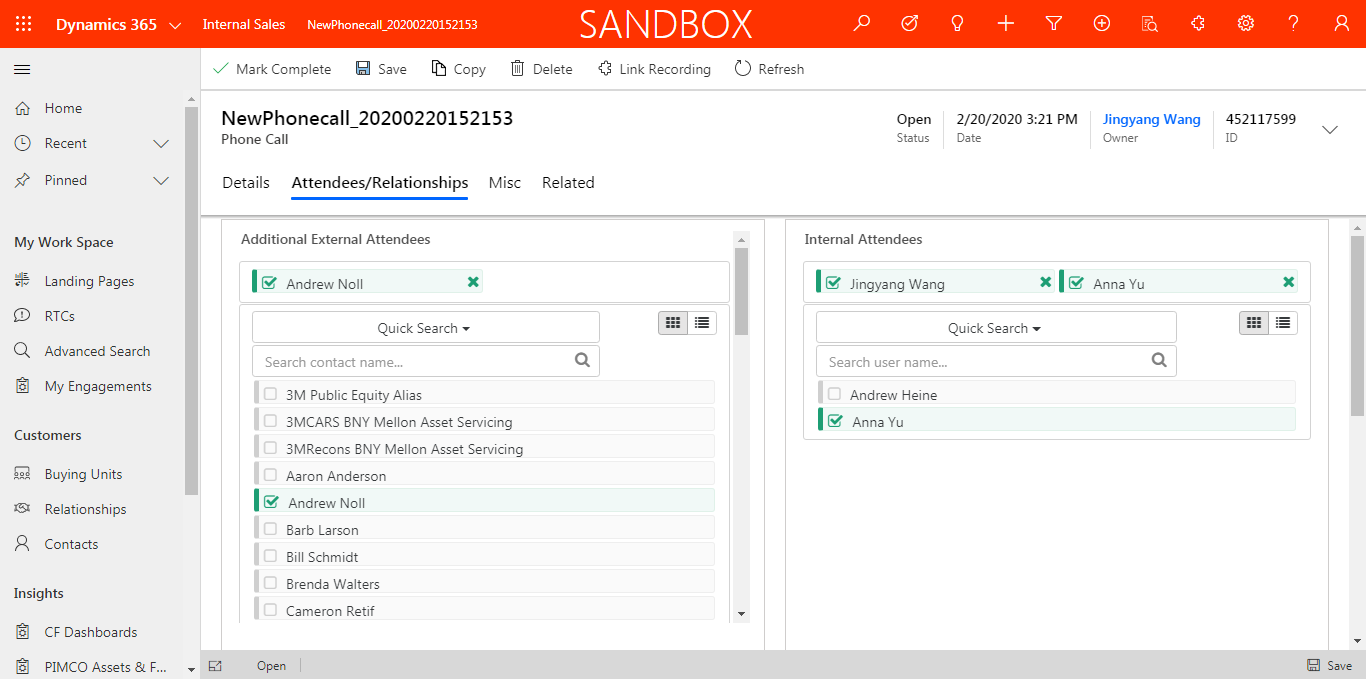 Dynamics 365 Internal Sales NewPhonecall_20200220152153 SANDBOX
Mark Complete Save Copy Delete Link Recording Refresh
Home
Recent
Pinned
My Work Space
Landing Pages
RTCs
Advanced Search
My Engagements
Customers
Buying Units
Relationships
Contacts
Insights
CF Dashboards
PIMCO Assets & F...
NewPhonecall_20200220152153
Phone Call
Open
Status
2/20/2020 3:21 PM
Date
Jingyang Wang
Owner
452117599
ID
Details Attendees/Relationships Misc Related
Additional External Attendees
Andrew Noll
Quick Search
Search contact name...
3M Public Equity Alias
3MCARS BNY Mellon Asset Servicing
3MRecons BNY Mellon Asset Servicing
Aaron Anderson
Andrew Noll
Barb Larson
Bill Schmidt
Brenda Walters
Cameron Retif
Internal Attendees
Jingyang Wang Anna Yu
Quick Search
Search user name...
Andrew Heine
Anna Yu
Open Save